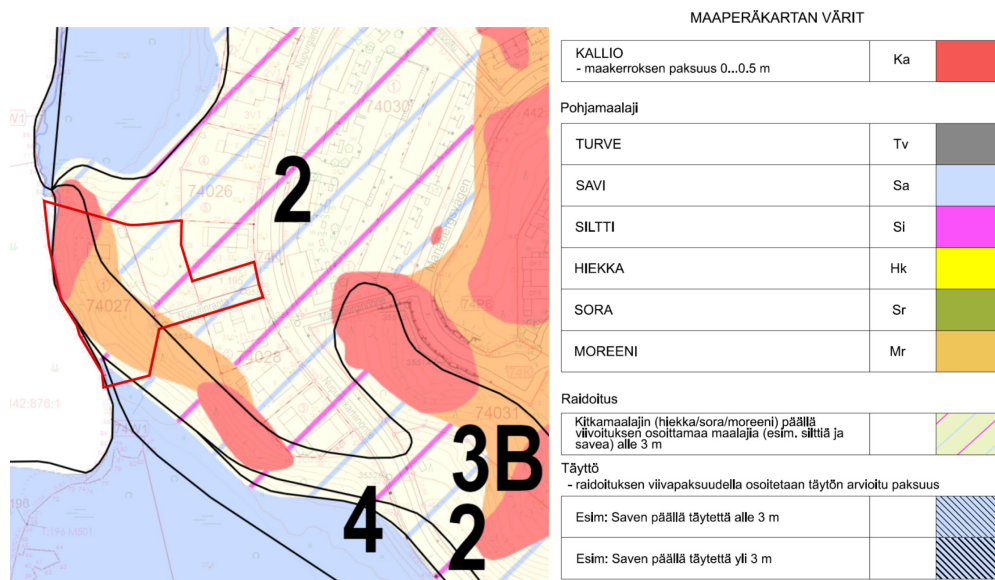 MAAPERÄKARTAN VÄRIT
KALLIO
- maakerroksen paksuus 0...0.5 m
Ka
Pohjamaalaji
TURVE
Tv
SAVI
Sa
SILTTI
Si
HIEKKA
Hk
SORA
Sr
MOREENI
Mr
Raidoitus
Kitkamaalajin (hiekka/sora/moreeni) päällä
viivoituksen osoittamaa maalajia (esim. silttiä ja
savea) alle 3 m
Täyttö
- raidoituksen viivapaksuudella osoitetaan täytön arvioitu paksuus
Esim: Saven päällä täytettä alle 3 m
Esim: Saven päällä täytettä yli 3 m
74030
74026
2
74027
74028
74031
3B
4
2